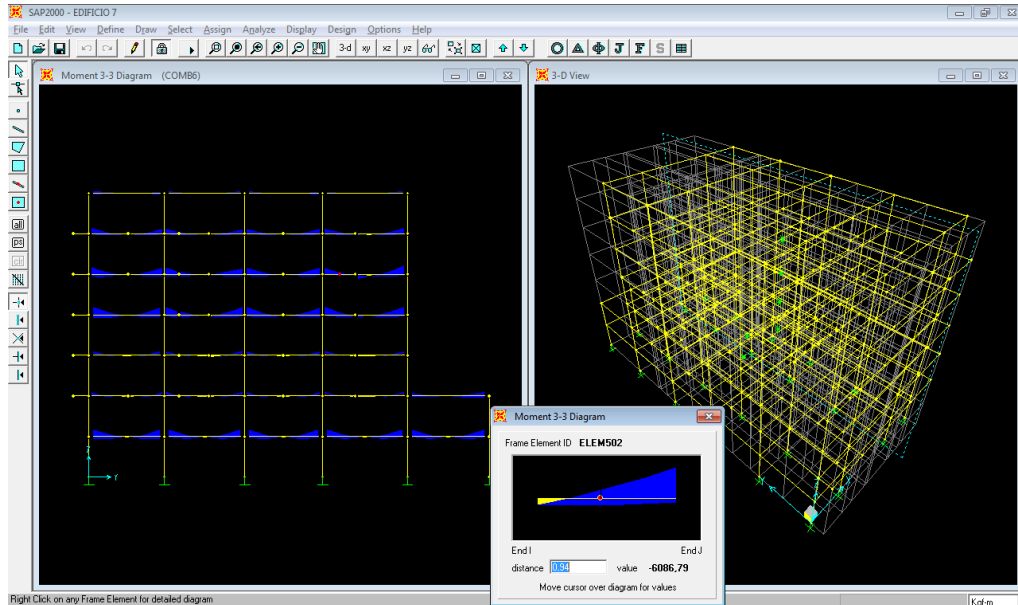 SAP2000 - EDIFICIO 7
File Edit View Define Draw Select Assign Analyze Display Design Options Help
3-d xy xz yz
J F S
Moment 3-3 Diagram (COMB6)
3-D View
all
ps
clr
Z
Y
Moment 3-3 Diagram
Frame Element ID ELEM502
End I End J
distance 0.94 value -6086,79
Move cursor over diagram for values
Right Click on any Frame Element for detailed diagram
Kgf-m